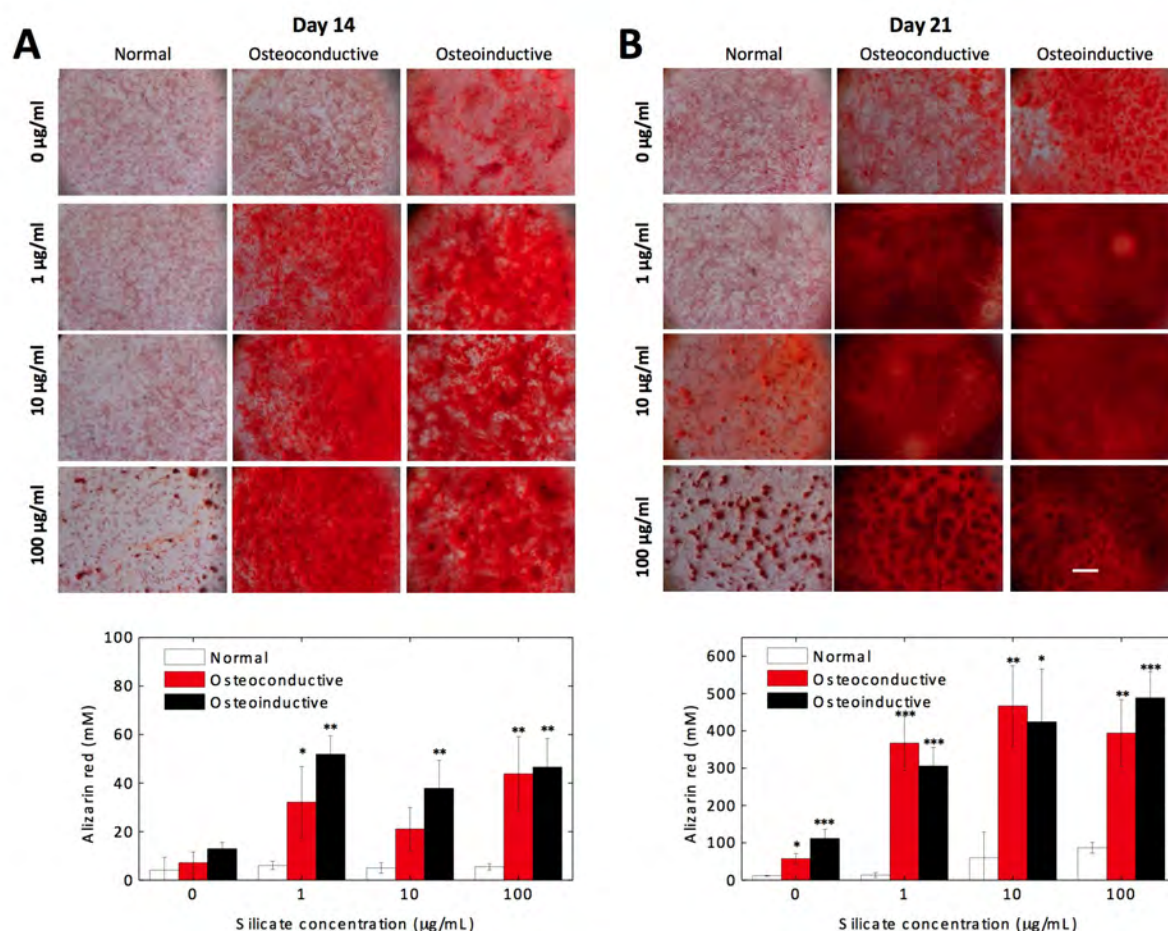 A
Day 14
Normal Osteoconductive Osteoinductive
0 µg/ml
1 µg/ml
10 µg/ml
100 µg/ml
100
80
60
40
20
0
Alizarin red (mM)
Normal
Osteoconductive
Osteoinductive
* ** ** ** **
0 1 10 100
Silicate concentration (µg/mL)
B
Day 21
Normal Osteoconductive Osteoinductive
0 µg/ml
1 µg/ml
10 µg/ml
100 µg/ml
600
500
400
300
200
100
0
Alizarin red (mM)
Normal
Osteoconductive
Osteoinductive
* *** *** *** ** * ** ***
0 1 10 100
Silicate concentration (µg/mL)